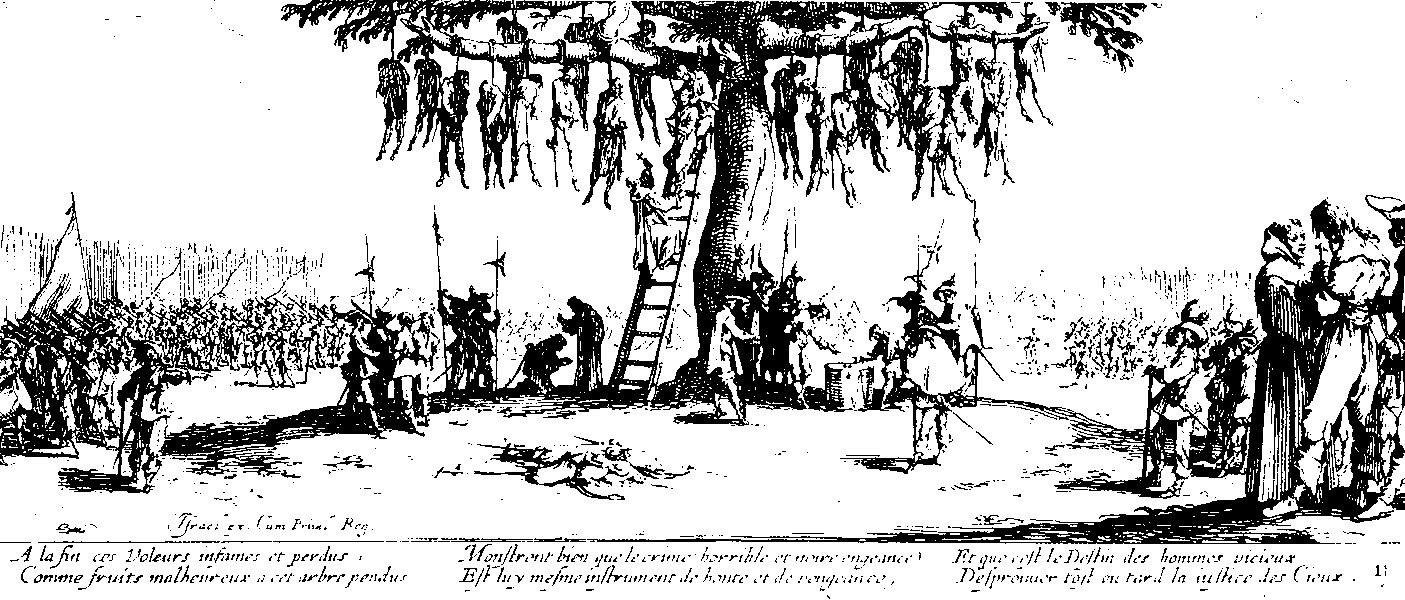 Israel ex. Cum Privil. Reg.
A la fin ces Voleurs infames et perdus ,
Comme fruits malheureux a cet arbre pendus
Monstrent bien que le crime (horrible et noire engeance)
Est luy mesme instrument de honte et de vengeance ,
Et que cest le Destin des hommes vicieux
Desprouver tost ou tard la iustice des Cieux .
11